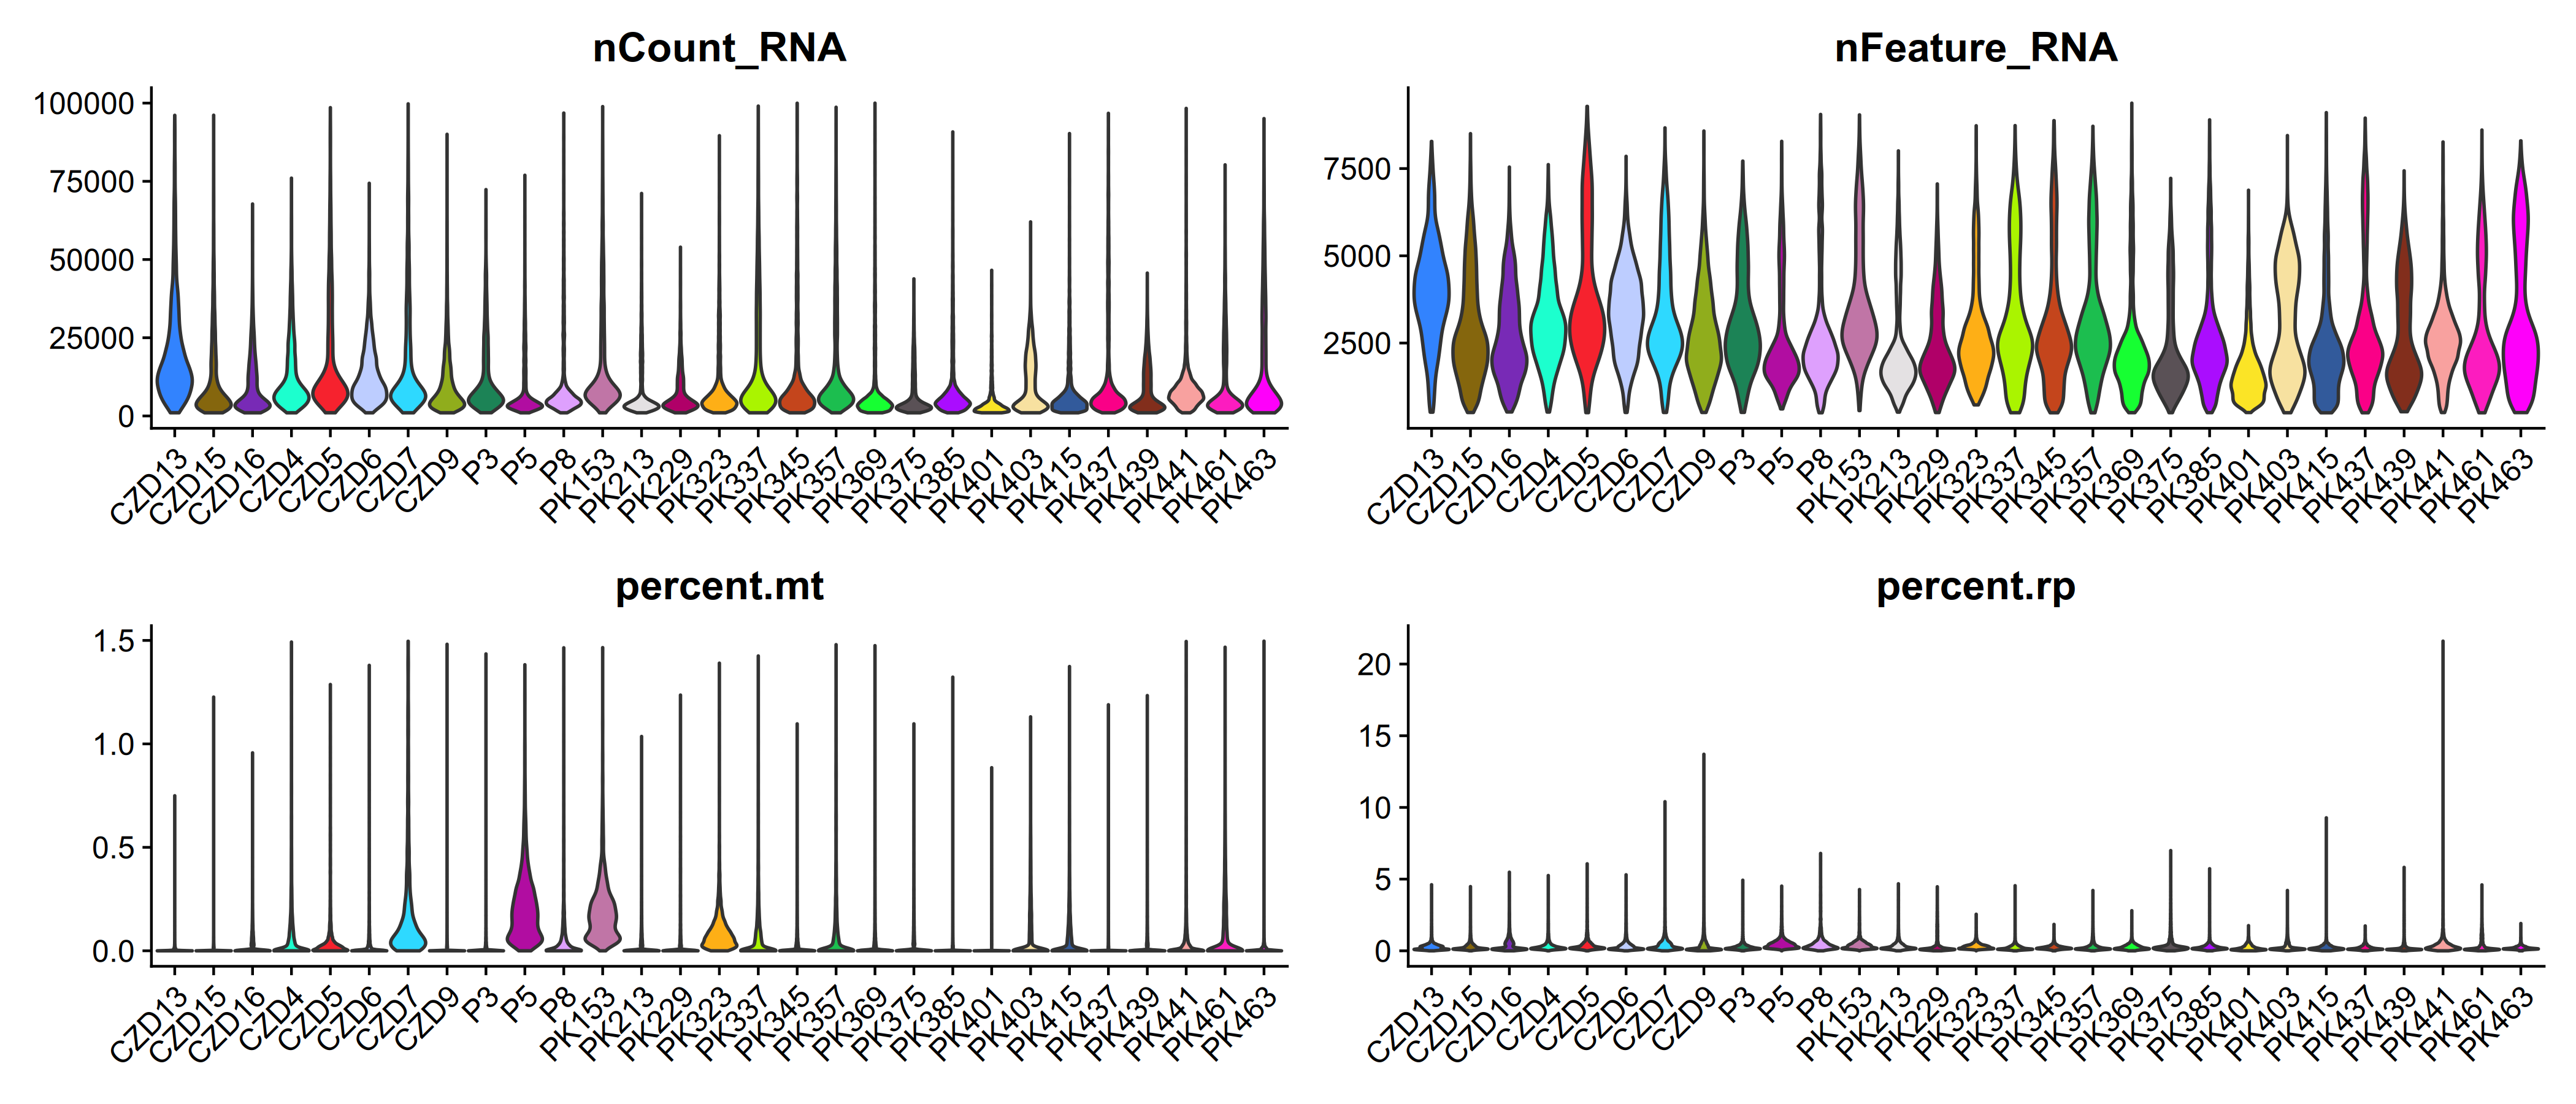 nCount_RNA
100000
75000
50000
25000
0
CZD13 CZD15 CZD16 CZD4 CZD5 CZD6 CZD7 CZD9 P3 P5 P8 PK153 PK213 PK229 PK323 PK337 PK345 PK357 PK369 PK375 PK385 PK401 PK403 PK415 PK437 PK439 PK441 PK461 PK463
nFeature_RNA
7500
5000
2500
CZD13 CZD15 CZD16 CZD4 CZD5 CZD6 CZD7 CZD9 P3 P5 P8 PK153 PK213 PK229 PK323 PK337 PK345 PK357 PK369 PK375 PK385 PK401 PK403 PK415 PK437 PK439 PK441 PK461 PK463
percent.mt
1.5
1.0
0.5
0.0
CZD13 CZD15 CZD16 CZD4 CZD5 CZD6 CZD7 CZD9 P3 P5 P8 PK153 PK213 PK229 PK323 PK337 PK345 PK357 PK369 PK375 PK385 PK401 PK403 PK415 PK437 PK439 PK441 PK461 PK463
percent.rp
20
15
10
5
0
CZD13 CZD15 CZD16 CZD4 CZD5 CZD6 CZD7 CZD9 P3 P5 P8 PK153 PK213 PK229 PK323 PK337 PK345 PK357 PK369 PK375 PK385 PK401 PK403 PK415 PK437 PK439 PK441 PK461 PK463